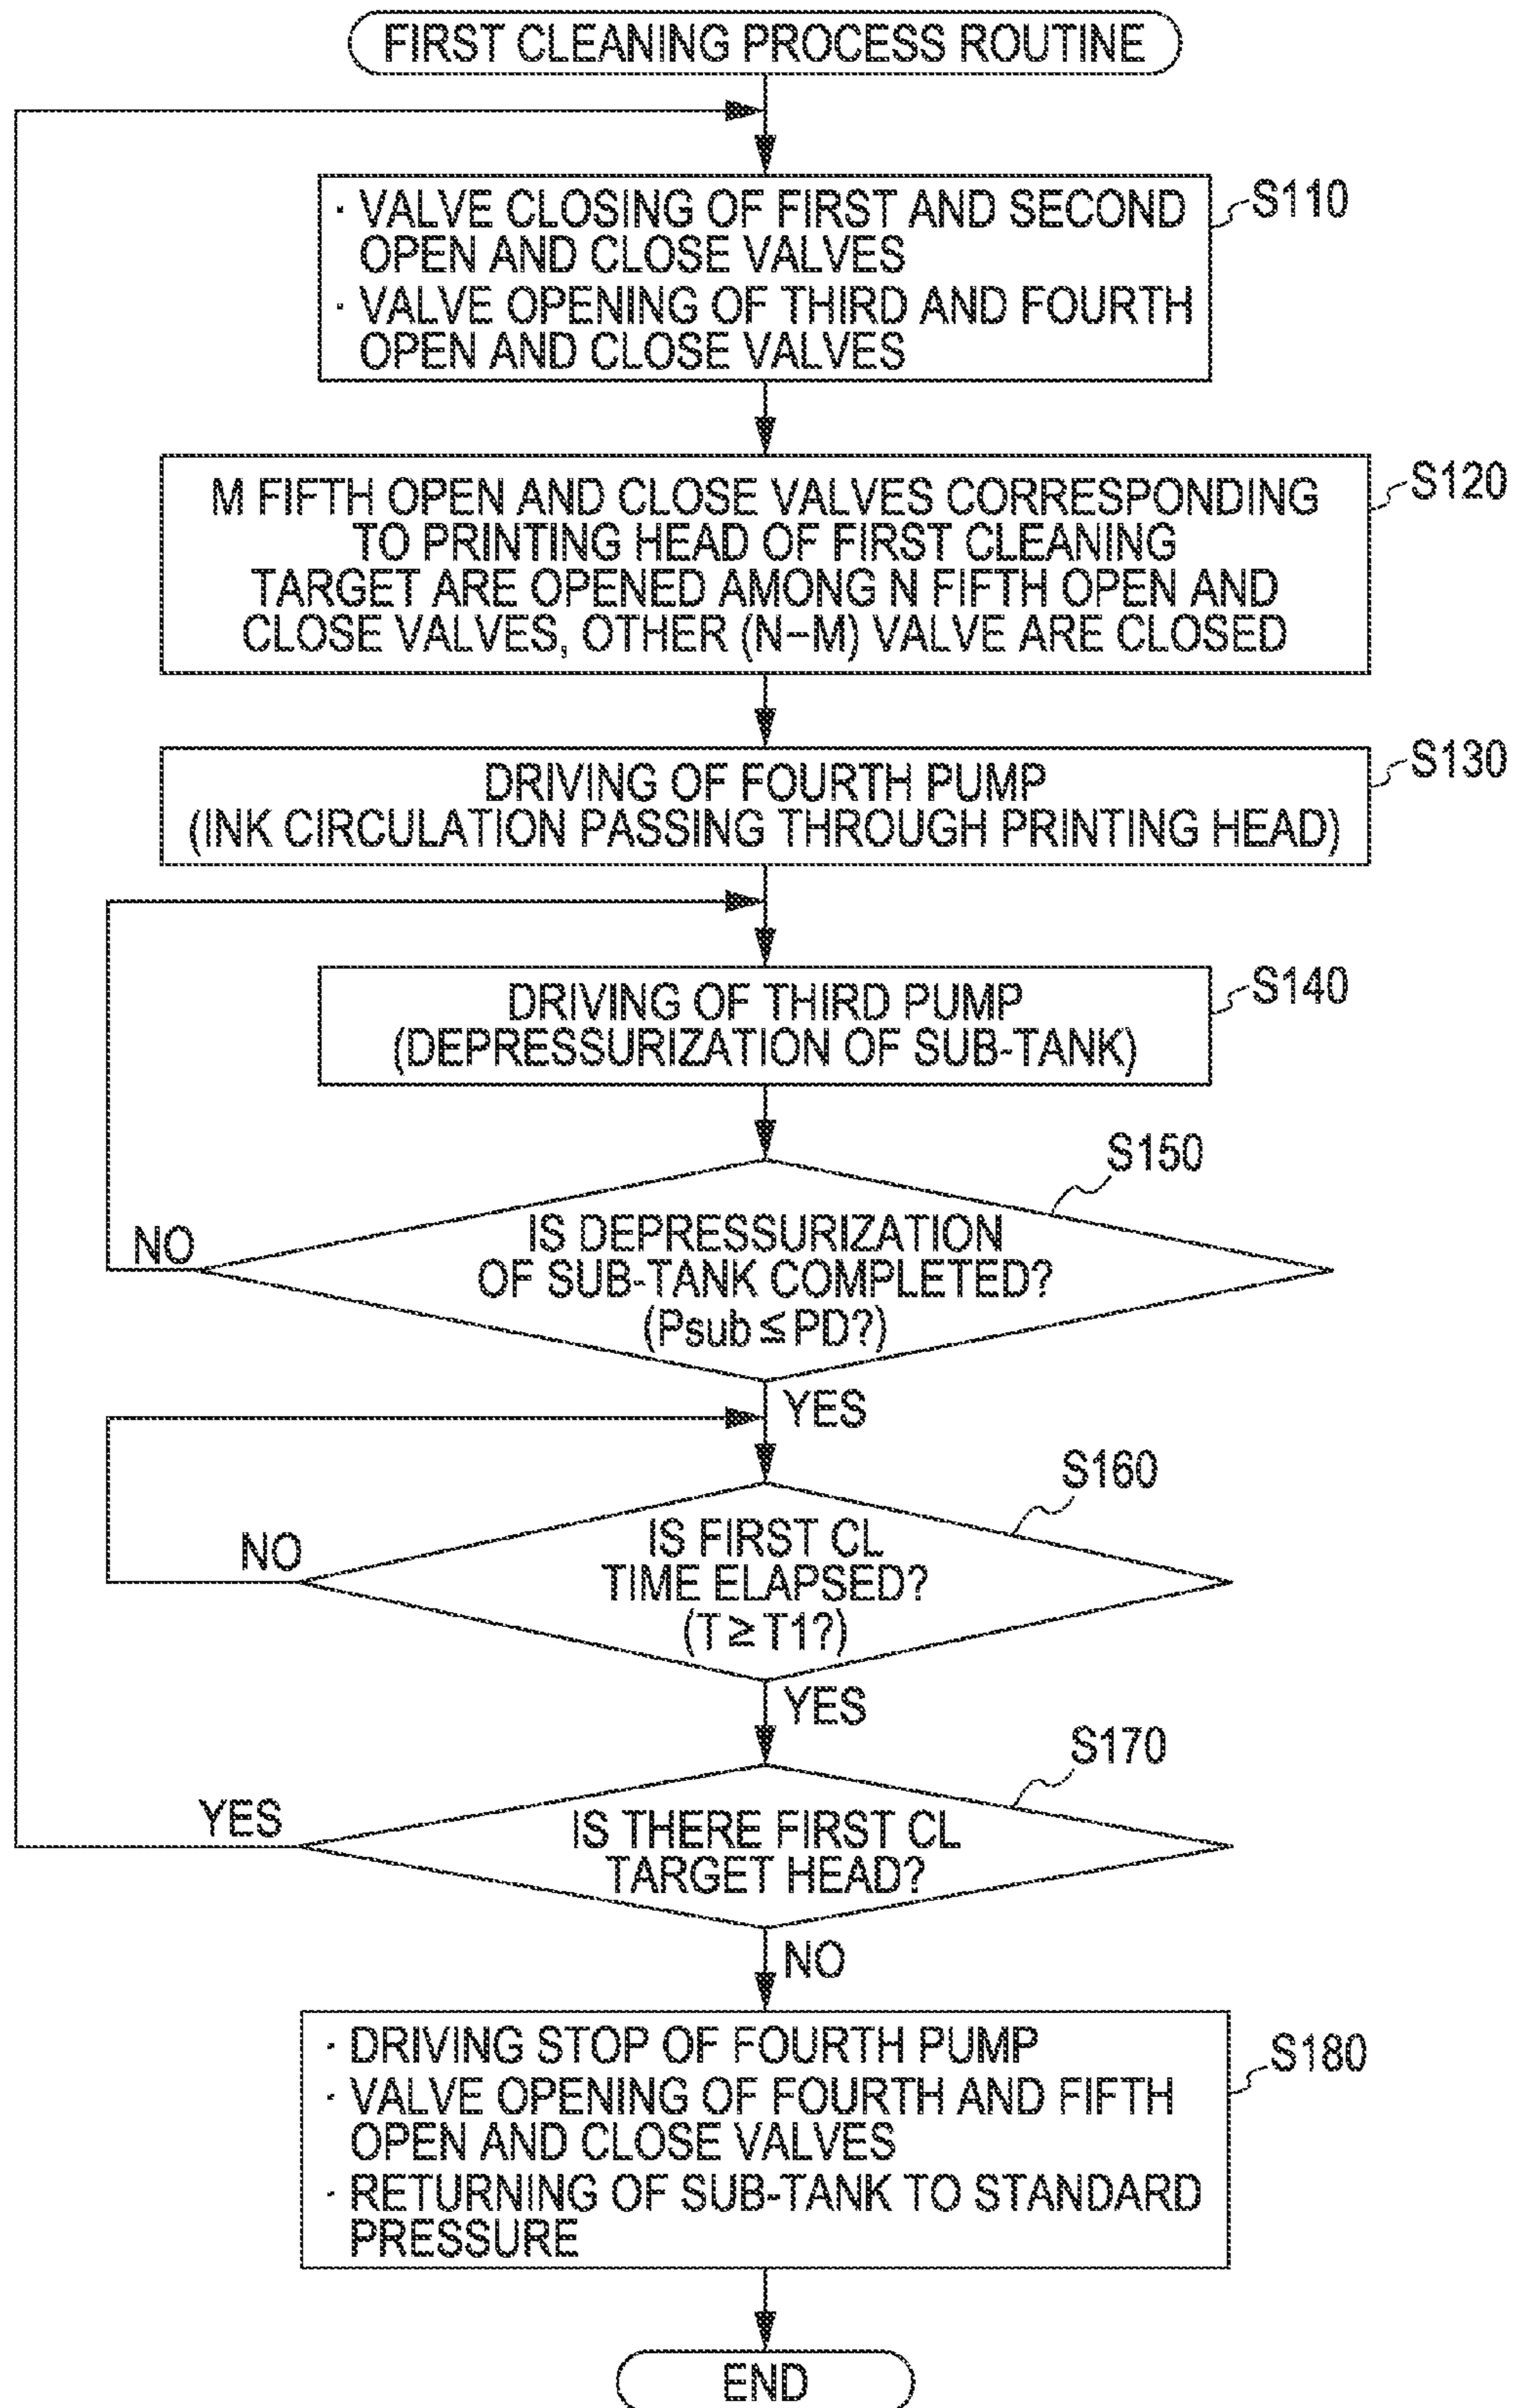 FIRST CLEANING PROCESS ROUTINE
· VALVE CLOSING OF FIRST AND SECOND
OPEN AND CLOSE VALVES
· VALVE OPENING OF THIRD AND FOURTH
OPEN AND CLOSE VALVES
S110
M FIFTH OPEN AND CLOSE VALVES CORRESPONDING
TO PRINTING HEAD OF FIRST CLEANING
TARGET ARE OPENED AMONG N FIFTH OPEN AND
CLOSE VALVES, OTHER (N−M) VALVE ARE CLOSED
S120
DRIVING OF FOURTH PUMP
(INK CIRCULATION PASSING THROUGH PRINTING HEAD)
S130
DRIVING OF THIRD PUMP
(DEPRESSURIZATION OF SUB-TANK)
S140
S150
IS DEPRESSURIZATION
OF SUB-TANK COMPLETED?
(Psub ≦ PD?)
NO
YES
S160
IS FIRST CL
TIME ELAPSED?
(T ≥ T1?)
NO
YES
S170
IS THERE FIRST CL
TARGET HEAD?
YES
NO
· DRIVING STOP OF FOURTH PUMP
· VALVE OPENING OF FOURTH AND FIFTH
OPEN AND CLOSE VALVES
· RETURNING OF SUB-TANK TO STANDARD
PRESSURE
S180
END